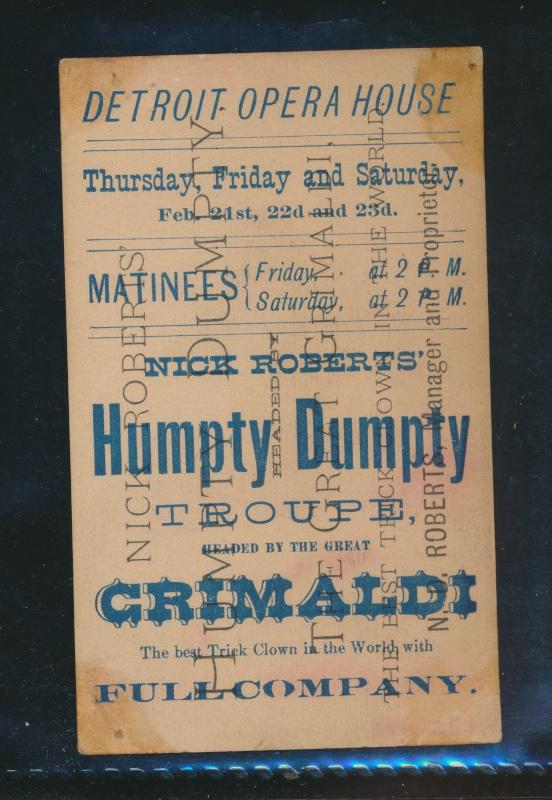 DETROIT OPERA HOUSE
Thursday, Friday and Saturday,
Feb. 21st, 22d and 23d.
MATINEES { Friday, . at 2 P. M.
Saturday, at 2 P. M.
NICK ROBERTS'
Humpty Dumpty
TROUPE,
HEADED BY THE GREAT
GRIMALDI
The best Trick Clown in the World with
FULL COMPANY.
NICK ROBERTS'
HUMPTY DUMPTY.
HEADED BY
THE GREAT GRIMALDI,
THE BEST TRICK CLOWN IN THE WORLD.
N. D. ROBERTS, Manager and Proprietor.